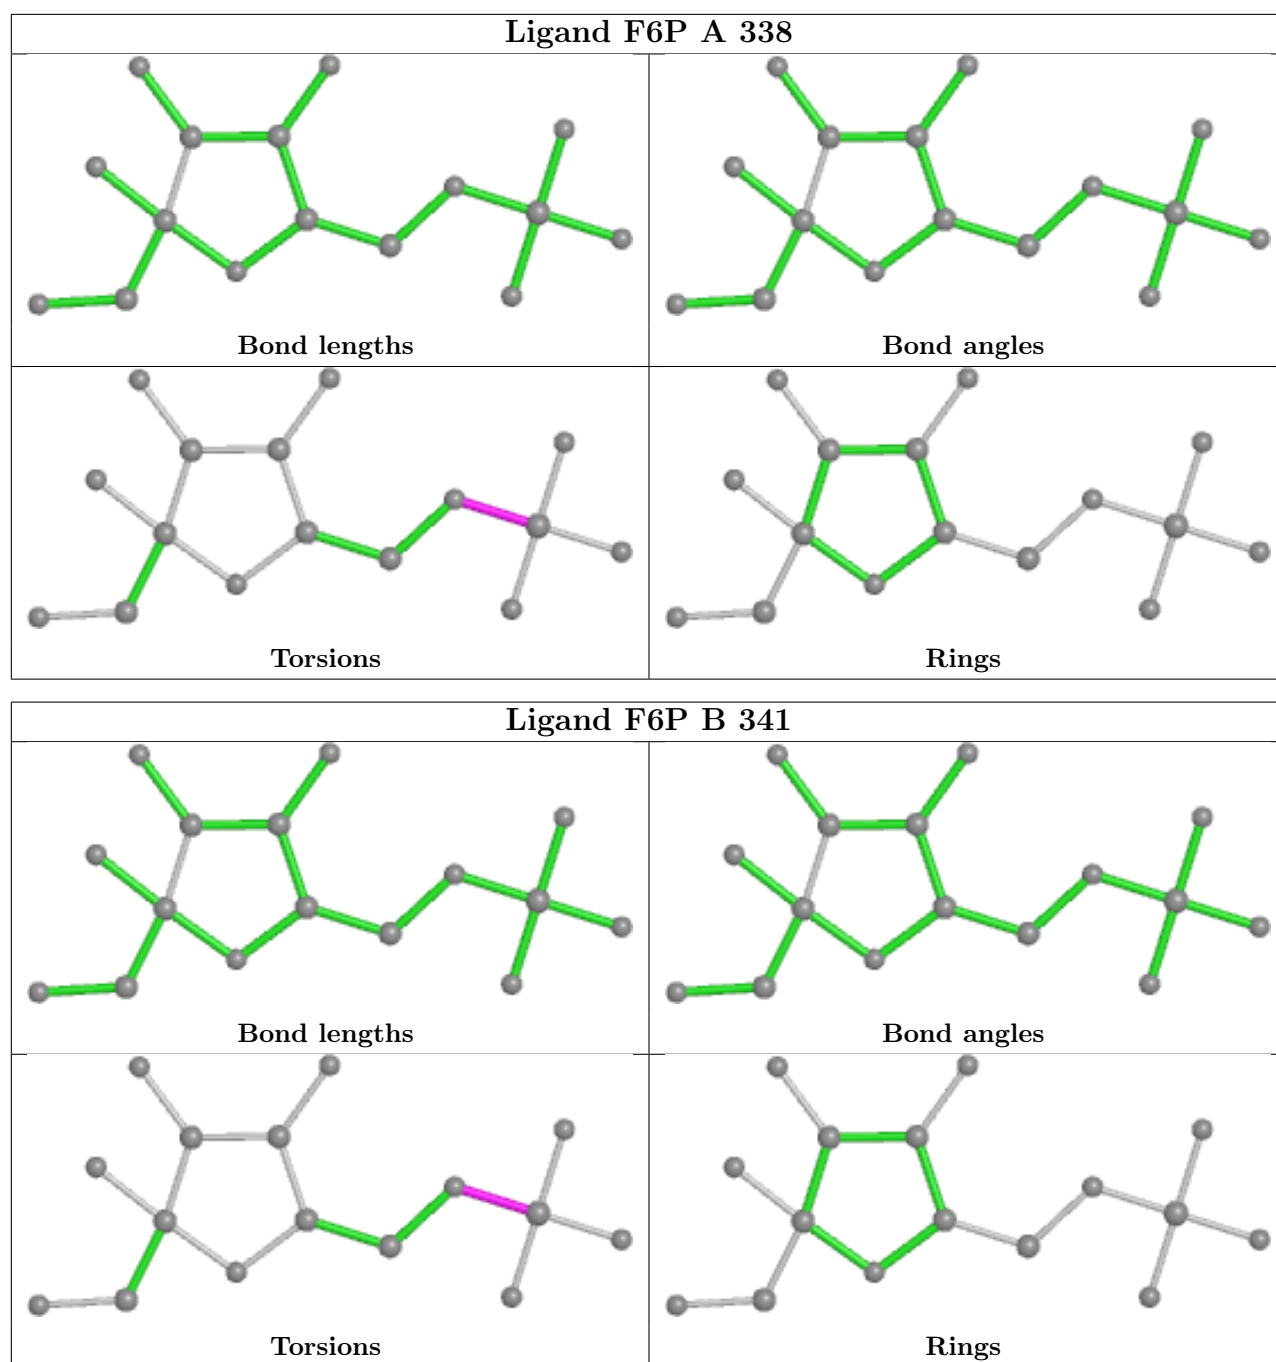 Ligand F6P A 338
Bond lengths
Bond angles
Torsions
Rings
Ligand F6P B 341
Bond lengths
Bond angles
Torsions
Rings